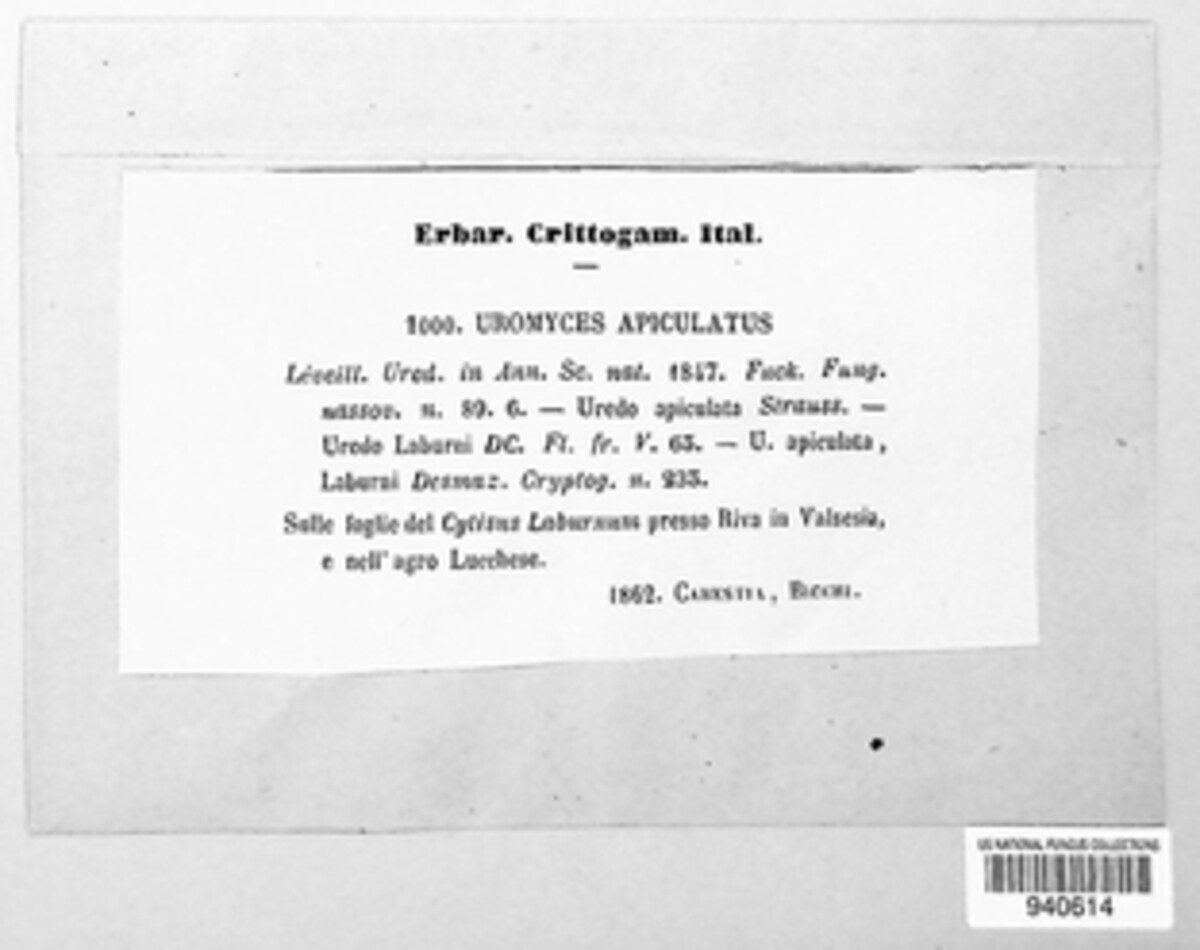 Erbar. Crittogam. Ital.
1000. UROMYCES APICULATUS
Léveill. Ured. in Ann. Sc. nat. 1847. Fuck. Fung.
nassov. n. 89. 6. — Uredo apiculata Strauss. —
Uredo Laburni DC. Fl. fr. V. 63. — U. apiculata,
Laburni Desmaz. Cryptog. n. 235.
Sulle foglie del Cytisus Laburnum presso Riva in Valsesia,
e nell' agro Lucchese.
1862. CARESTIA, BICCHI.
US NATIONAL FUNGUS COLLECTIONS
940614